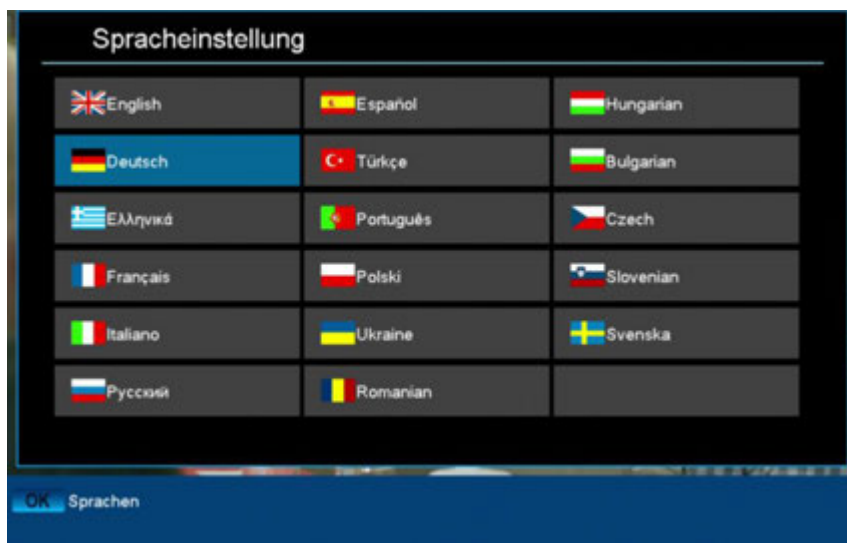 Spracheinstellung
English
Español
Hungarian
Deutsch
Türkçe
Bulgarian
Ελληνικά
Português
Czech
Français
Polski
Slovenian
Italiano
Ukraine
Svenska
Русский
Romanian
OK Sprachen